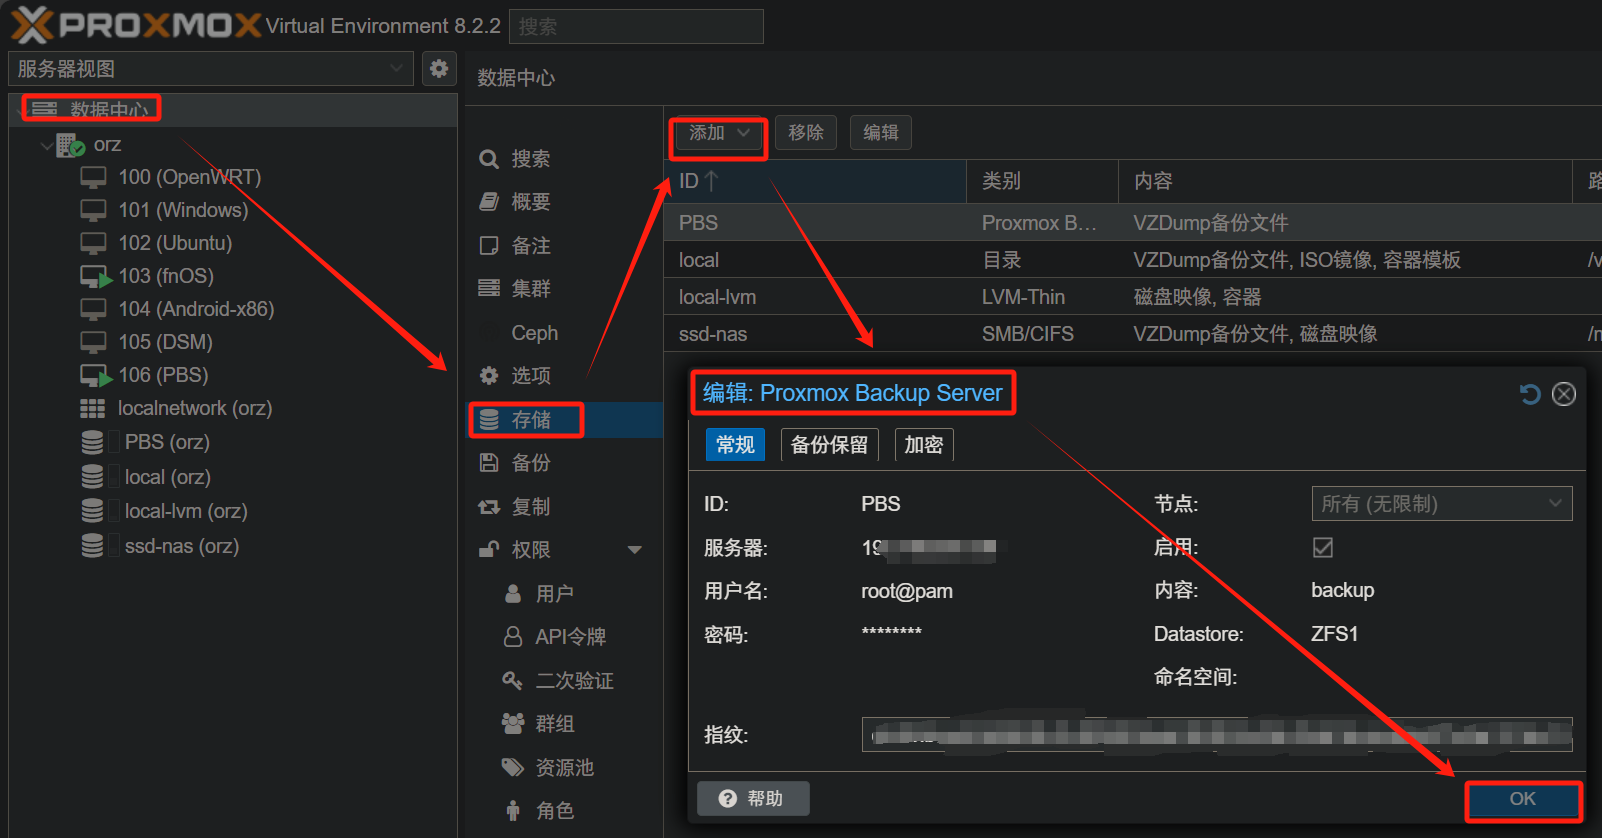 PROXMOX Virtual Environment 8.2.2 搜索
服务器视图
数据中心
orz
100 (OpenWRT)
101 (Windows)
102 (Ubuntu)
103 (fnOS)
104 (Android-x86)
105 (DSM)
106 (PBS)
localnetwork (orz)
PBS (orz)
local (orz)
local-lvm (orz)
ssd-nas (orz)
数据中心
搜索
概要
备注
集群
Ceph
选项
存储
备份
复制
权限
用户
API令牌
二次验证
群组
资源池
角色
添加 移除 编辑
ID 类别 内容 路
PBS Proxmox B… VZDump备份文件
local 目录 VZDump备份文件, ISO镜像, 容器模板
local-lvm LVM-Thin 磁盘映像, 容器
ssd-nas SMB/CIFS VZDump备份文件, 磁盘映像
编辑: Proxmox Backup Server
常规 备份保留 加密
ID: PBS 节点: 所有 (无限制)
服务器: 启用:
用户名: root@pam 内容: backup
密码: ******** Datastore: ZFS1
命名空间:
指纹:
帮助 OK